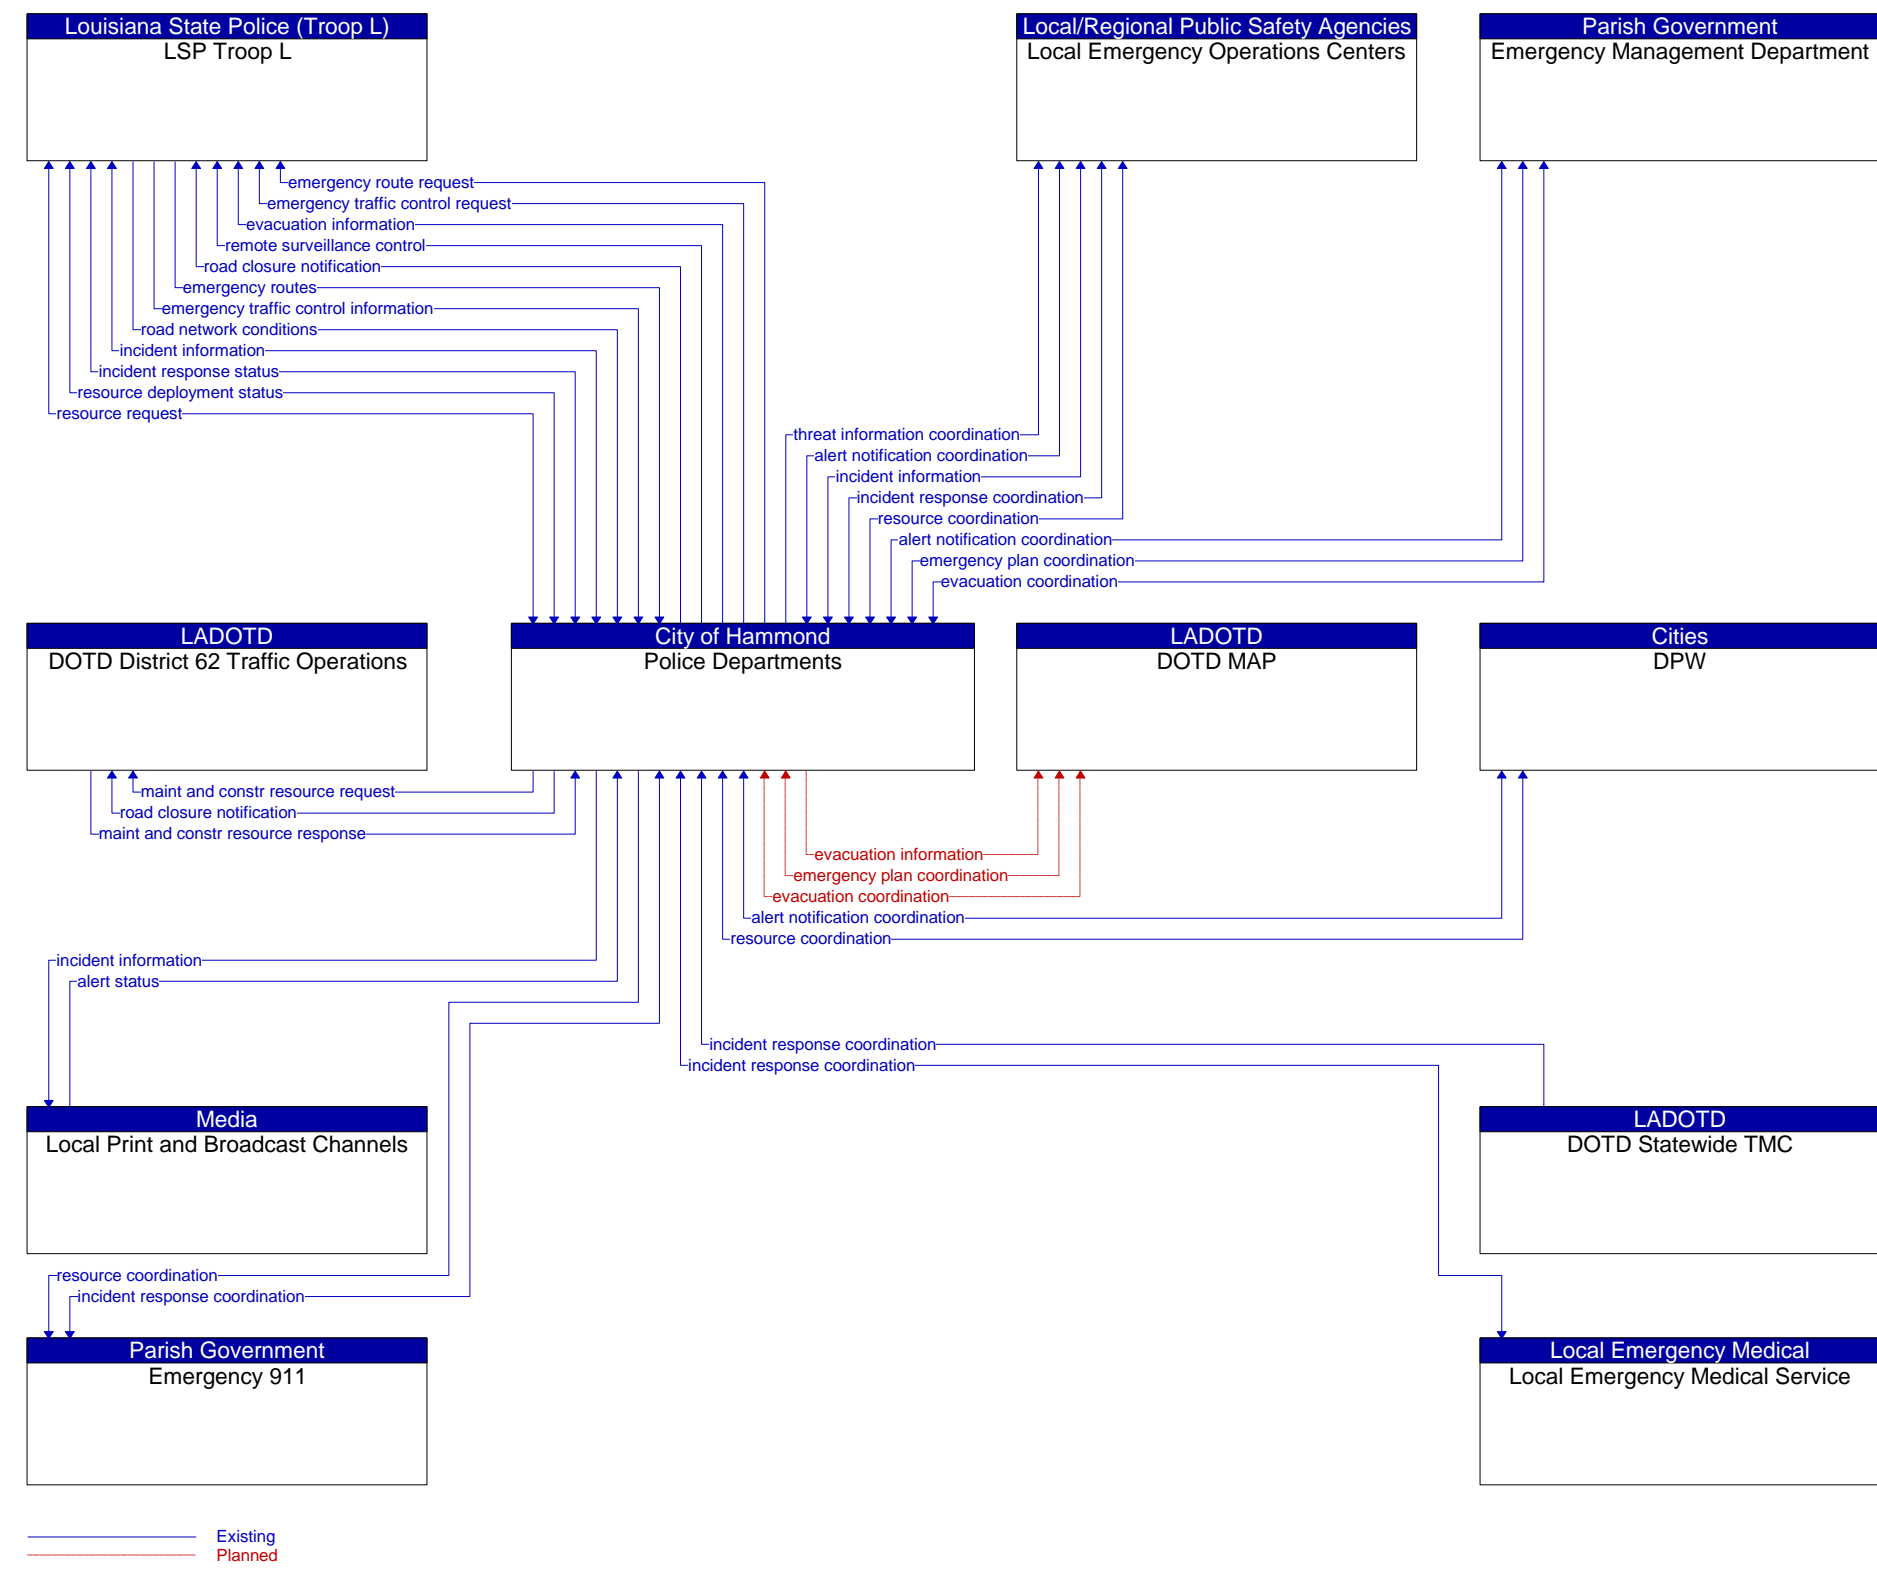 Louisiana State Police (Troop L)
LSP Troop L
Local/Regional Public Safety Agencies
Local Emergency Operations Centers
Parish Government
Emergency Management Department
emergency route request
emergency traffic control request
evacuation information
remote surveillance control
road closure notification
emergency routes
emergency traffic control information
road network conditions
incident information
incident response status
resource deployment status
resource request
threat information coordination
alert notification coordination
incident information
incident response coordination
resource coordination
alert notification coordination
emergency plan coordination
evacuation coordination
LADOTD
DOTD District 62 Traffic Operations
City of Hammond
Police Departments
LADOTD
DOTD MAP
Cities
DPW
maint and constr resource request
road closure notification
maint and constr resource response
evacuation information
emergency plan coordination
evacuation coordination
alert notification coordination
resource coordination
incident information
alert status
incident response coordination
incident response coordination
Media
Local Print and Broadcast Channels
LADOTD
DOTD Statewide TMC
resource coordination
incident response coordination
Parish Government
Emergency 911
Local Emergency Medical
Local Emergency Medical Service
Existing
Planned